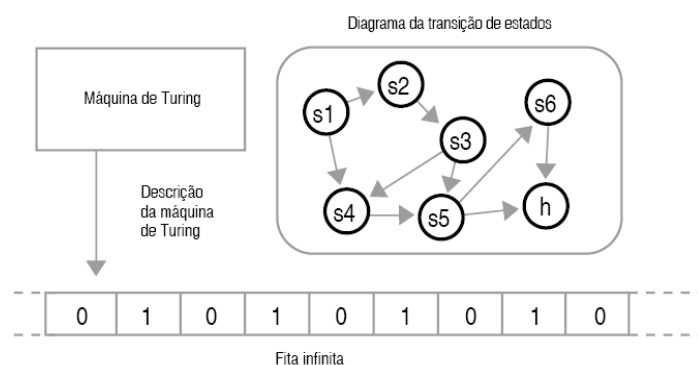 Diagrama da transição de estados
Máquina de Turing
s1
s2
s3
s4
s5
s6
h
Descrição
da máquina
de Turing
0 1 0 1 0 1 0 1 0
Fita infinita